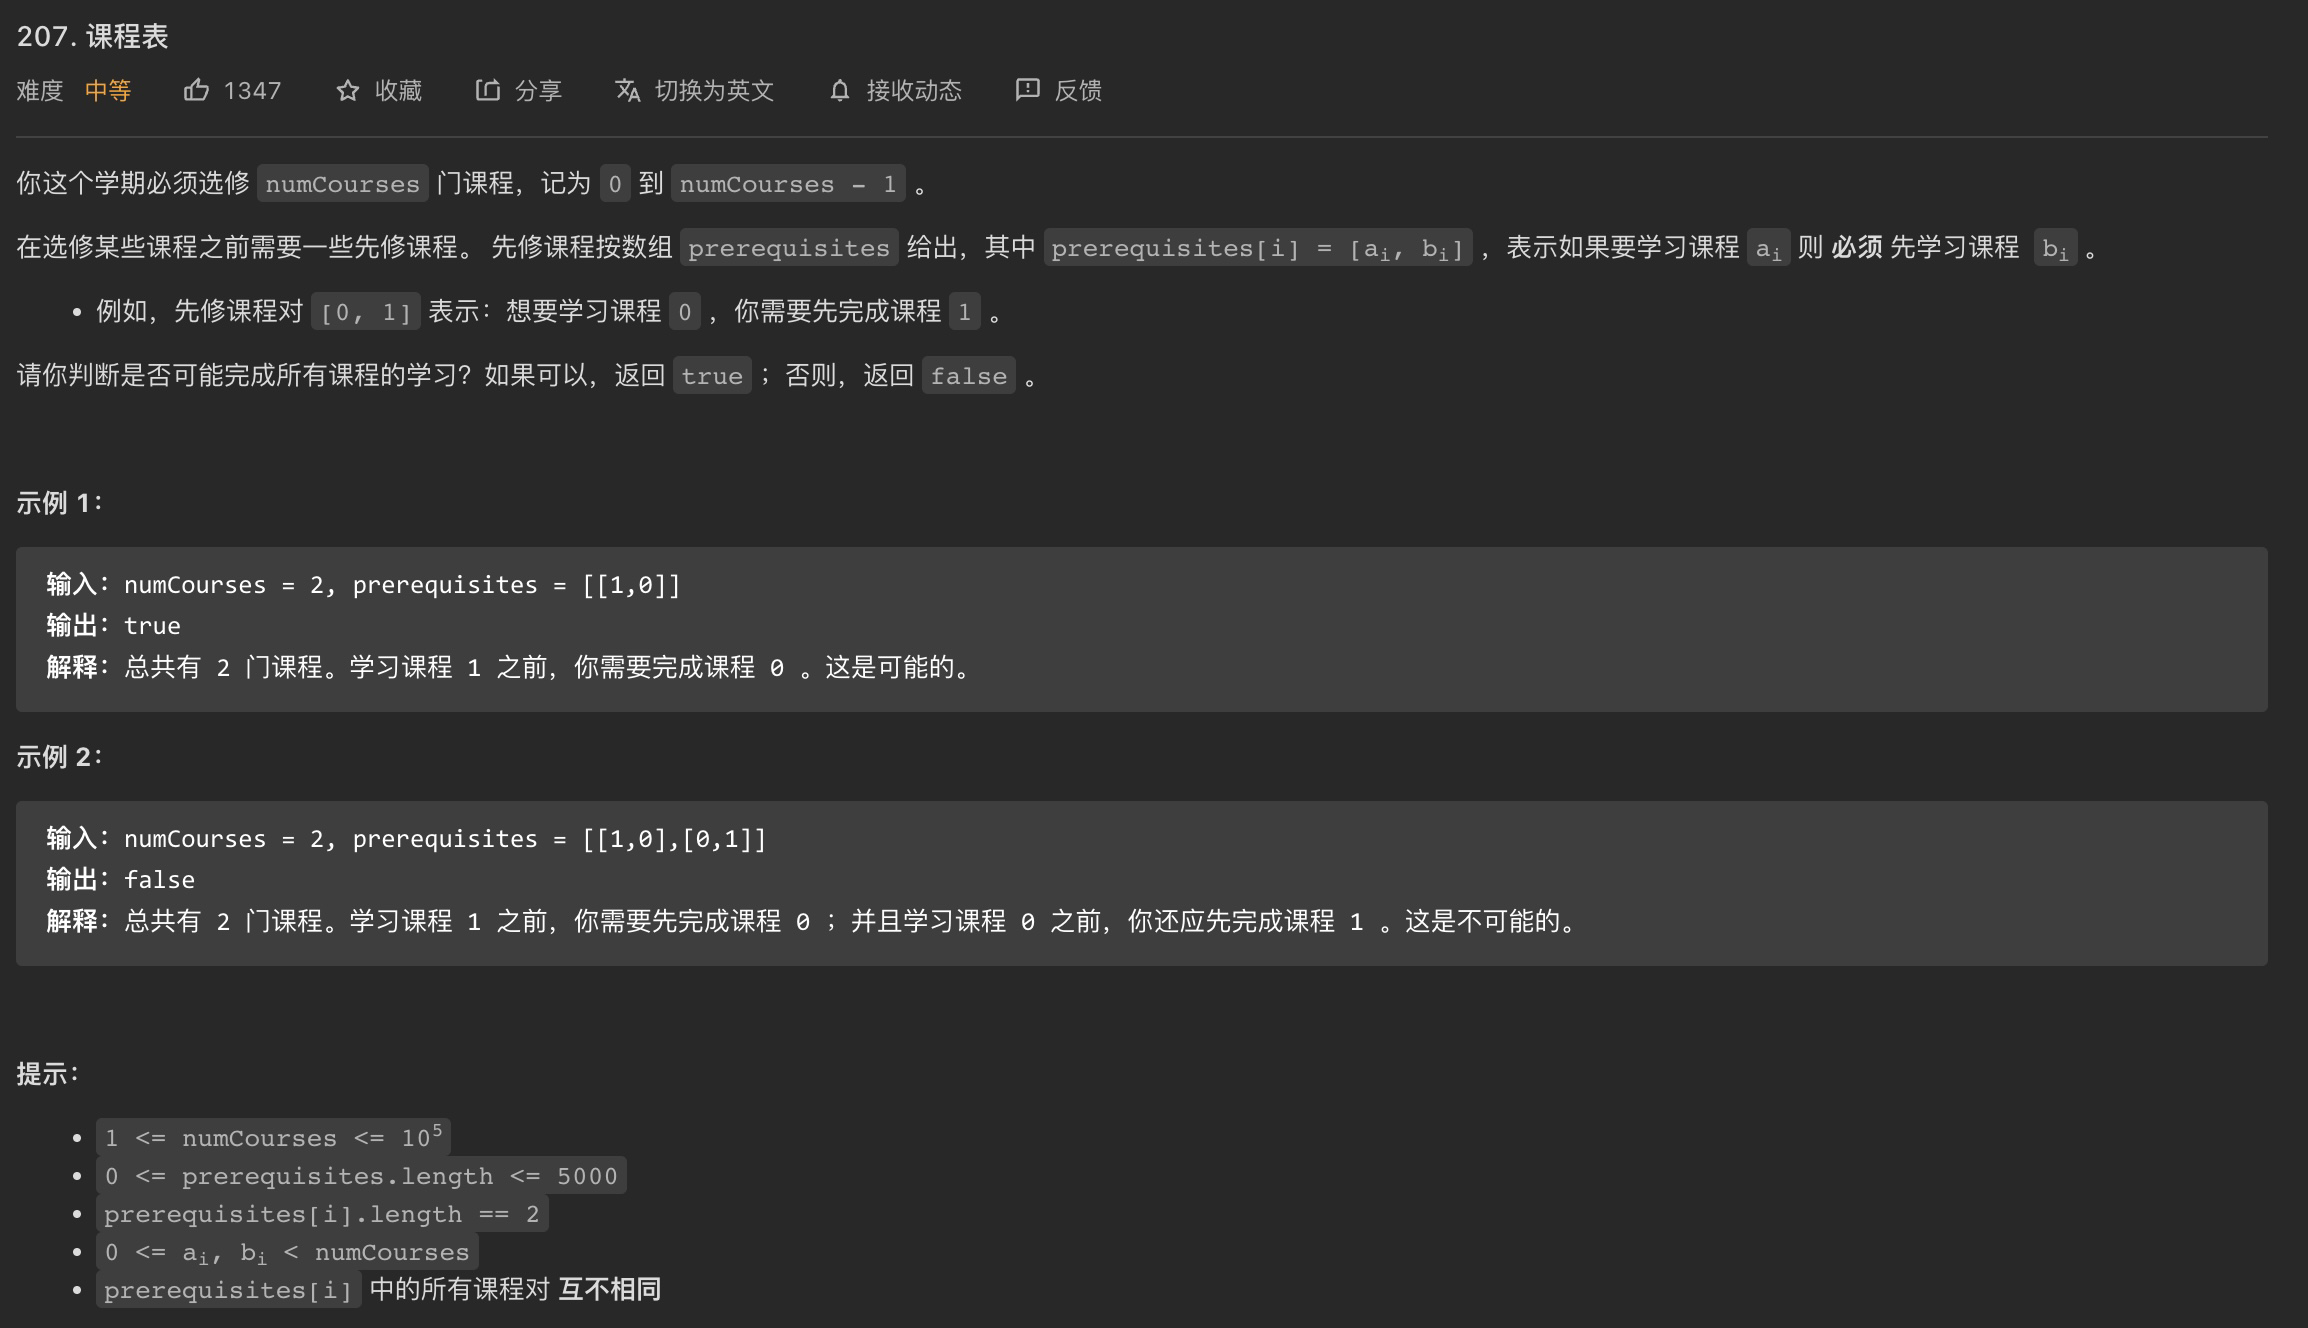 207. 课程表
难度 中等 1347 收藏 分享 切换为英文 接收动态 反馈
你这个学期必须选修 numCourses 门课程，记为 0 到 numCourses - 1 。
在选修某些课程之前需要一些先修课程。 先修课程按数组 prerequisites 给出，其中 prerequisites[i] = [ai, bi] ，表示如果要学习课程 ai 则 必须 先学习课程 bi 。
• 例如，先修课程对 [0, 1] 表示：想要学习课程 0 ，你需要先完成课程 1 。
请你判断是否可能完成所有课程的学习？如果可以，返回 true ；否则，返回 false 。
示例 1：
输入：numCourses = 2, prerequisites = [[1,0]]
输出：true
解释：总共有 2 门课程。学习课程 1 之前，你需要完成课程 0 。这是可能的。
示例 2：
输入：numCourses = 2, prerequisites = [[1,0],[0,1]]
输出：false
解释：总共有 2 门课程。学习课程 1 之前，你需要先完成课程 0 ；并且学习课程 0 之前，你还应先完成课程 1 。这是不可能的。
提示：
• 1 <= numCourses <= 10⁵
• 0 <= prerequisites.length <= 5000
• prerequisites[i].length == 2
• 0 <= ai, bi < numCourses
• prerequisites[i] 中的所有课程对 互不相同